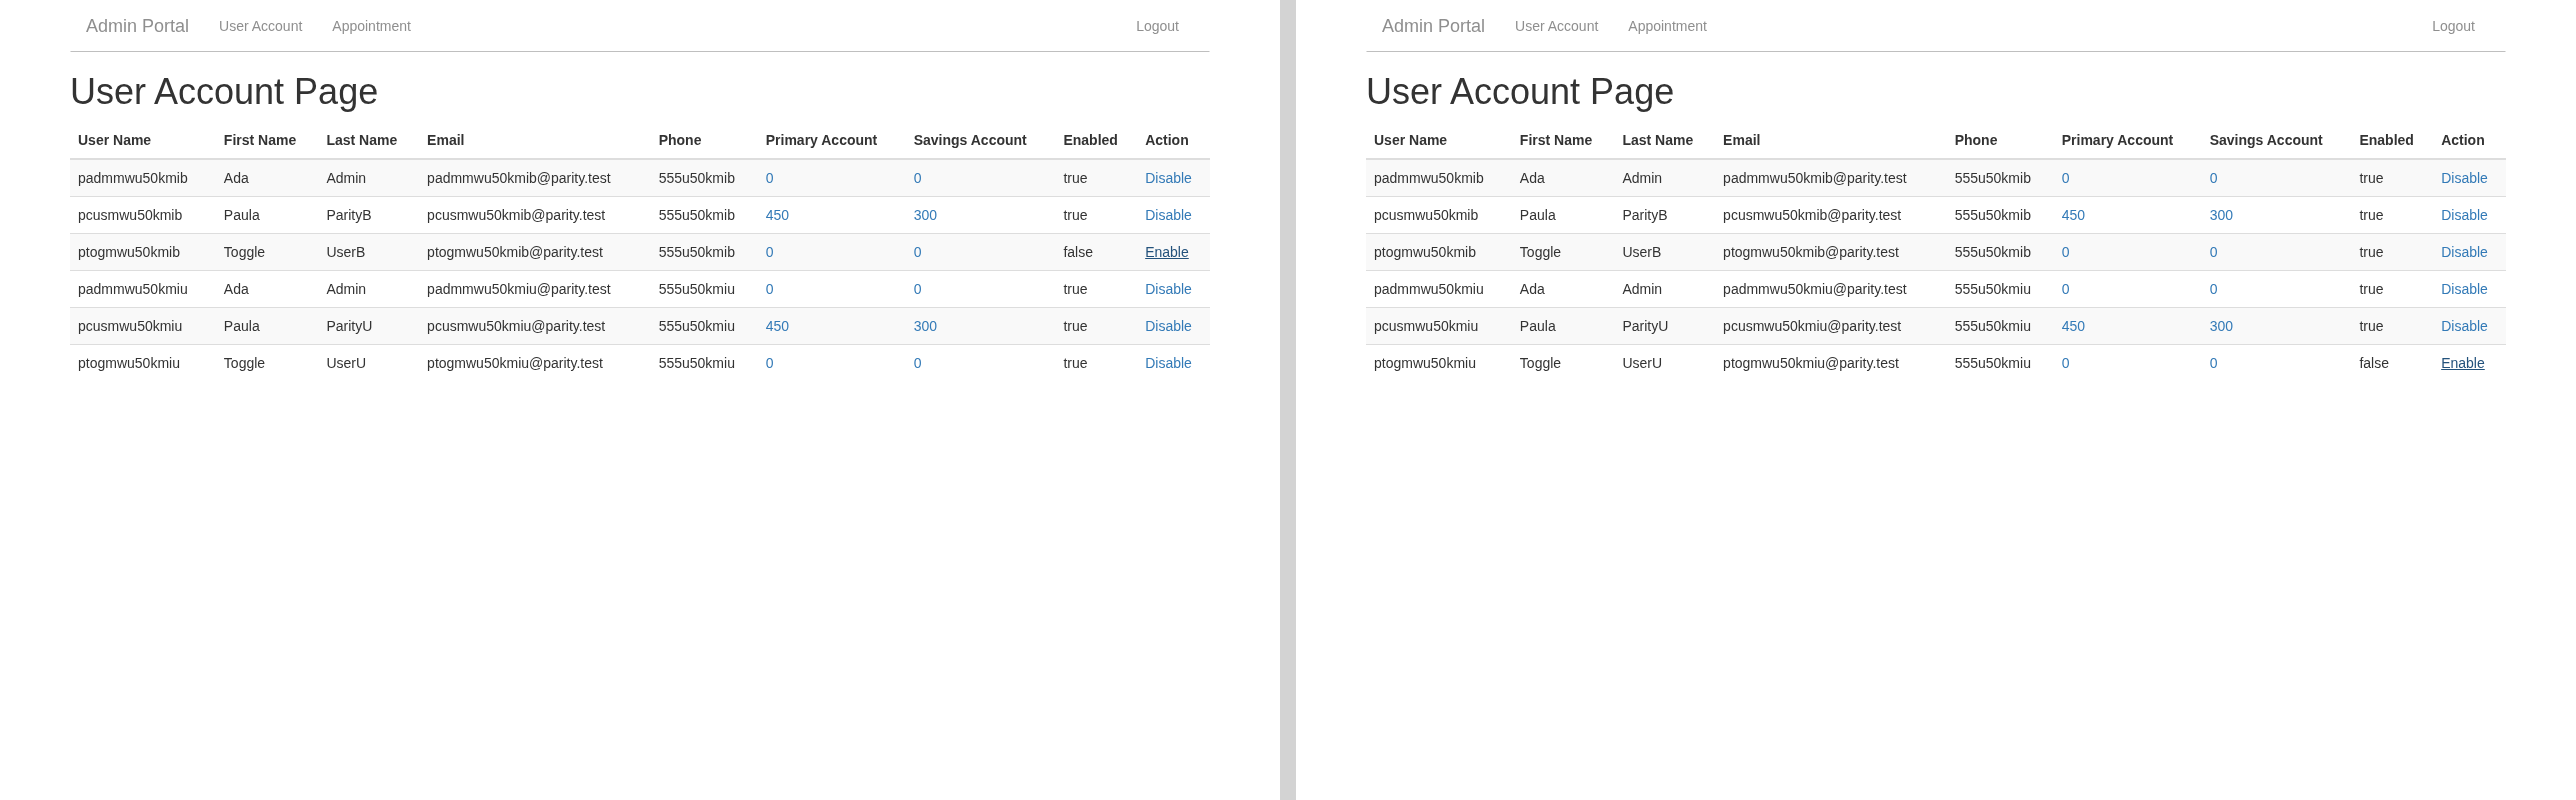 Admin Portal User Account Appointment Logout
User Account Page
User Name First Name Last Name Email Phone Primary Account Savings Account Enabled Action
padmmwu50kmib Ada Admin padmmwu50kmib@parity.test 555u50kmib 0 0 true Disable
pcusmwu50kmib Paula ParityB pcusmwu50kmib@parity.test 555u50kmib 450 300 true Disable
ptogmwu50kmib Toggle UserB ptogmwu50kmib@parity.test 555u50kmib 0 0 false Enable
padmmwu50kmiu Ada Admin padmmwu50kmiu@parity.test 555u50kmiu 0 0 true Disable
pcusmwu50kmiu Paula ParityU pcusmwu50kmiu@parity.test 555u50kmiu 450 300 true Disable
ptogmwu50kmiu Toggle UserU ptogmwu50kmiu@parity.test 555u50kmiu 0 0 true Disable
Admin Portal User Account Appointment Logout
User Account Page
User Name First Name Last Name Email Phone Primary Account Savings Account Enabled Action
padmmwu50kmib Ada Admin padmmwu50kmib@parity.test 555u50kmib 0 0 true Disable
pcusmwu50kmib Paula ParityB pcusmwu50kmib@parity.test 555u50kmib 450 300 true Disable
ptogmwu50kmib Toggle UserB ptogmwu50kmib@parity.test 555u50kmib 0 0 true Disable
padmmwu50kmiu Ada Admin padmmwu50kmiu@parity.test 555u50kmiu 0 0 true Disable
pcusmwu50kmiu Paula ParityU pcusmwu50kmiu@parity.test 555u50kmiu 450 300 true Disable
ptogmwu50kmiu Toggle UserU ptogmwu50kmiu@parity.test 555u50kmiu 0 0 false Enable